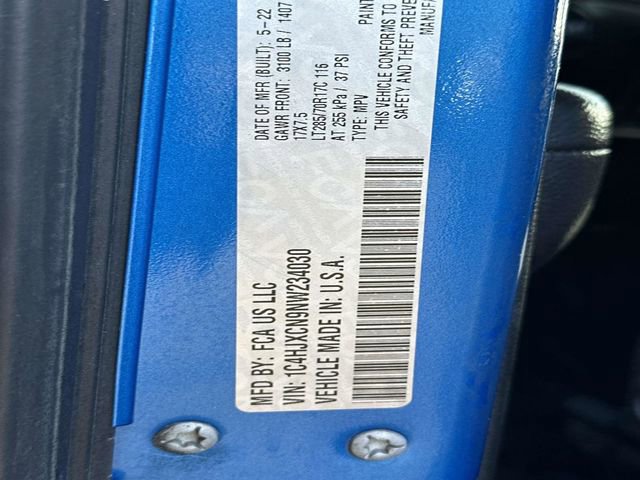 MFD BY: FCA US LLC
DATE OF MFR (BUILT): 5-22
GAWR FRONT: 3100 LB / 1407
17X7.5
LT285/70R17C 116
AT 255 kPa / 37 PSI
TYPE: MPV
PAINT
THIS VEHICLE CONFORMS TO
SAFETY AND THEFT PREVE
MANUFA
VIN: 1C4HJXCN9NW234030
VEHICLE MADE IN: U.S.A.